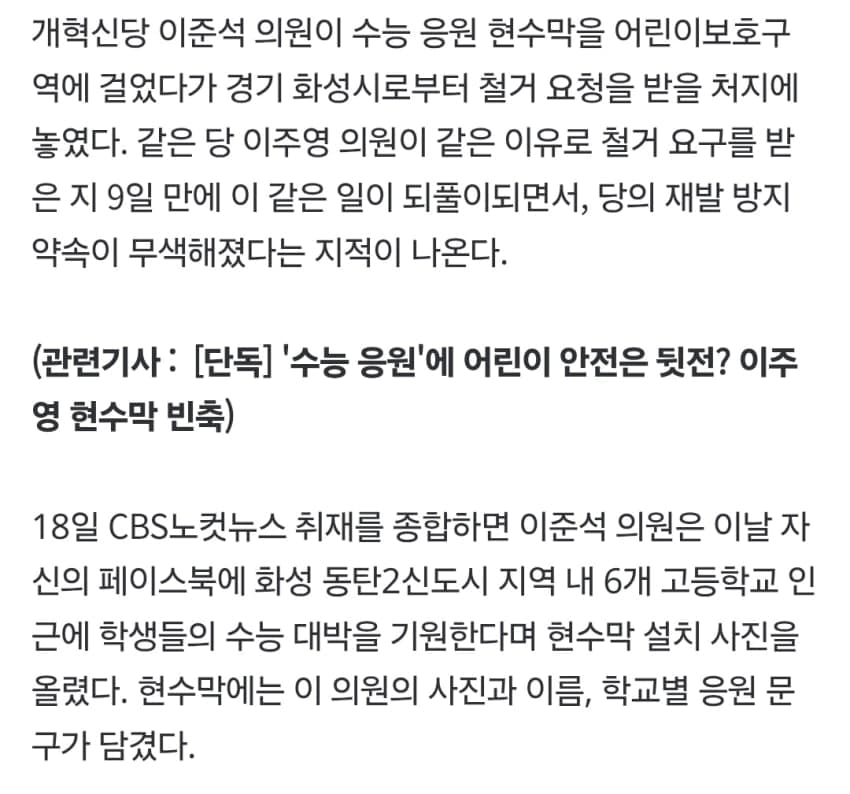 개혁신당 이준석 의원이 수능 응원 현수막을 어린이보호구
역에 걸었다가 경기 화성시로부터 철거 요청을 받을 처지에
놓였다. 같은 당 이주영 의원이 같은 이유로 철거 요구를 받
은 지 9일 만에 이 같은 일이 되풀이되면서, 당의 재발 방지
약속이 무색해졌다는 지적이 나온다.
(관련기사 : [단독] '수능 응원'에 어린이 안전은 뒷전? 이주
영 현수막 빈축)
18일 CBS노컷뉴스 취재를 종합하면 이준석 의원은 이날 자
신의 페이스북에 화성 동탄2신도시 지역 내 6개 고등학교 인
근에 학생들의 수능 대박을 기원한다며 현수막 설치 사진을
올렸다. 현수막에는 이 의원의 사진과 이름, 학교별 응원 문
구가 담겼다.